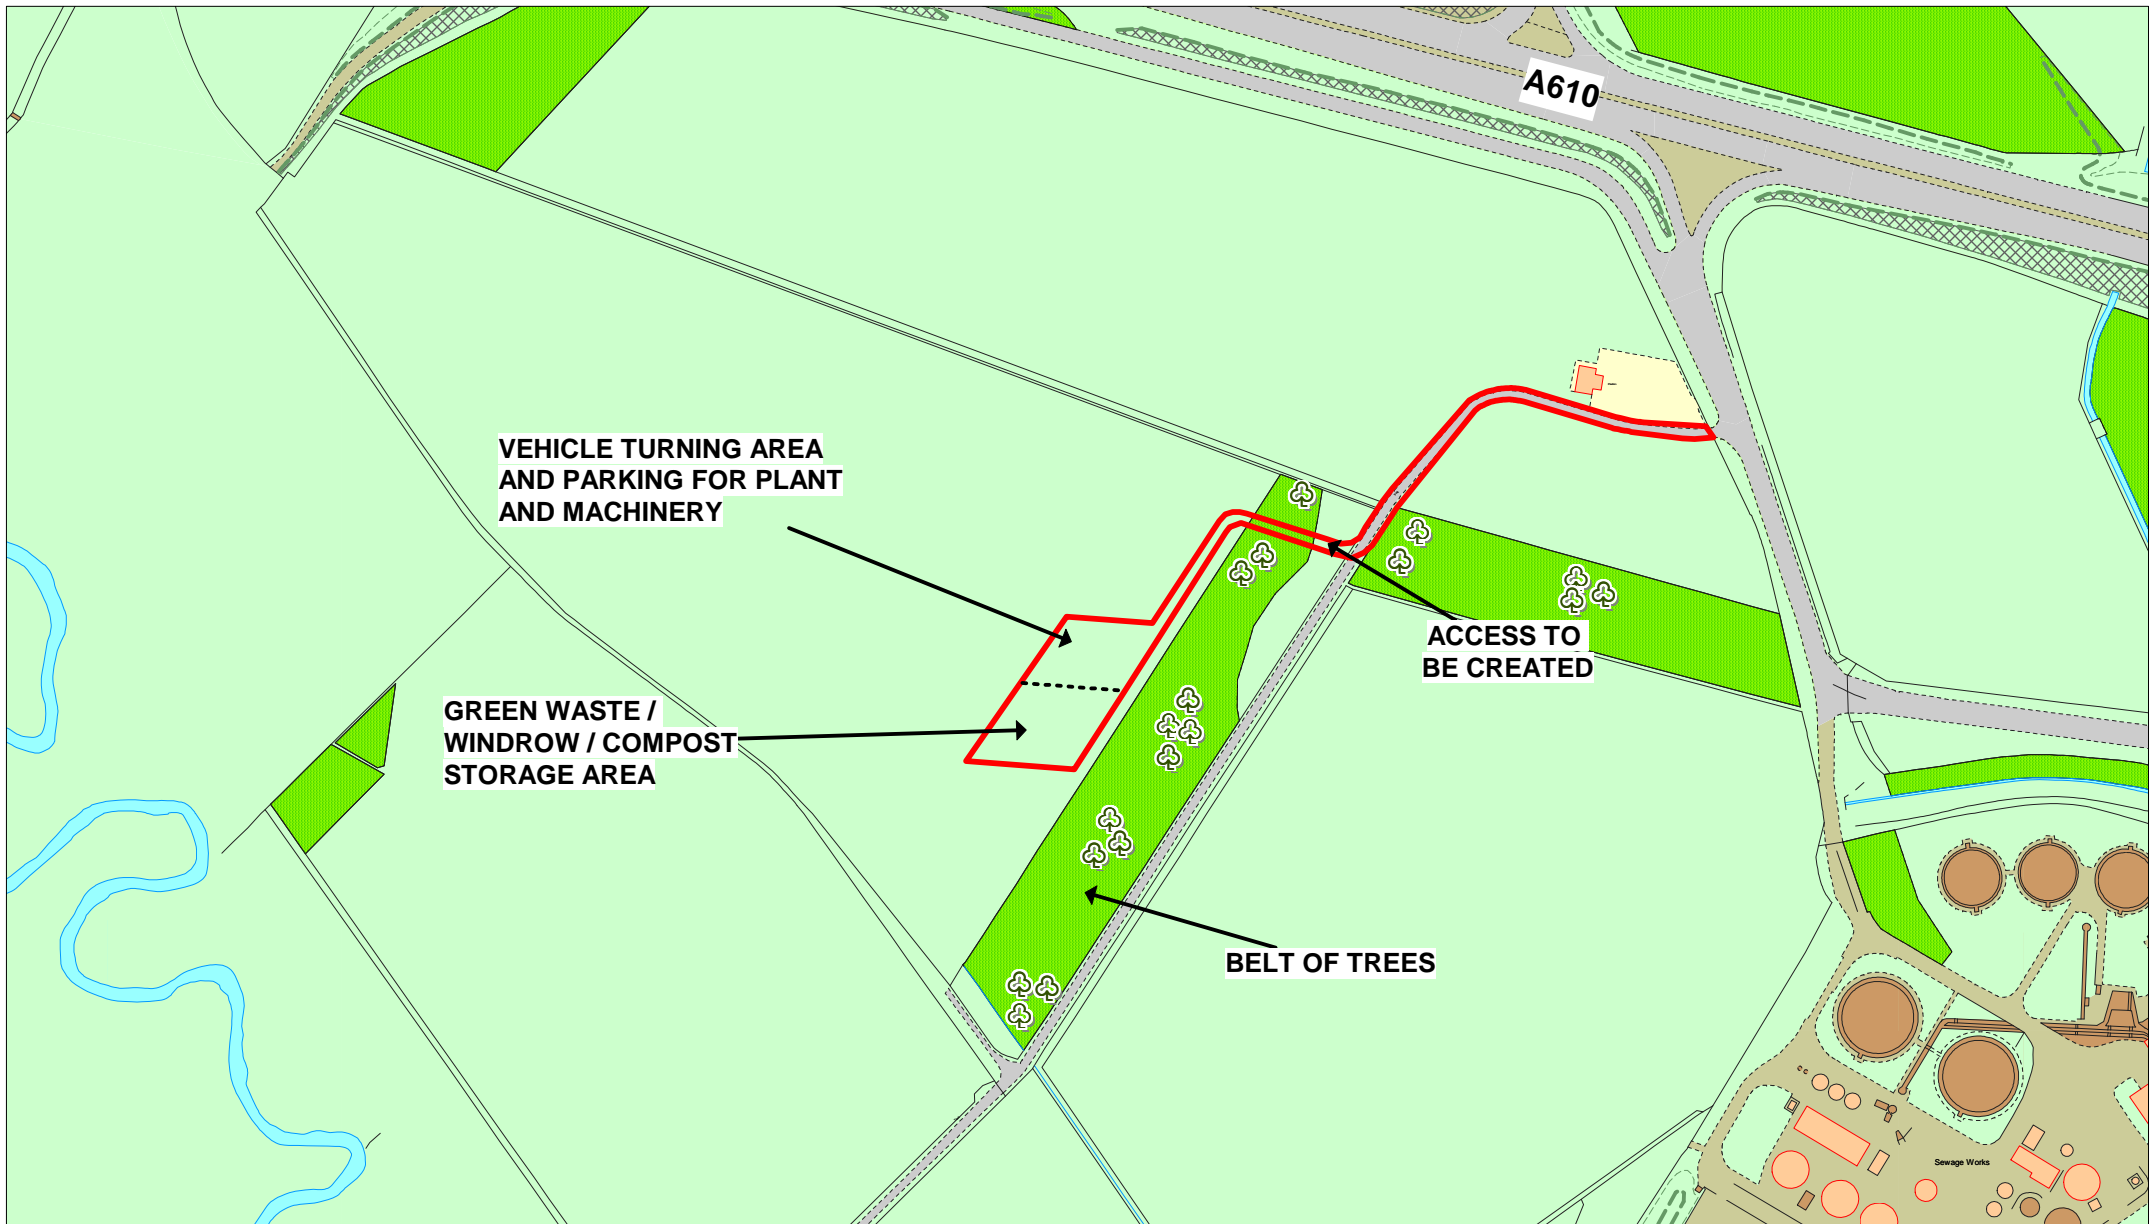 A610
VEHICLE TURNING AREA
AND PARKING FOR PLANT
AND MACHINERY
ACCESS TO
BE CREATED
GREEN WASTE /
WINDROW / COMPOST
STORAGE AREA
BELT OF TREES
Sewage Works